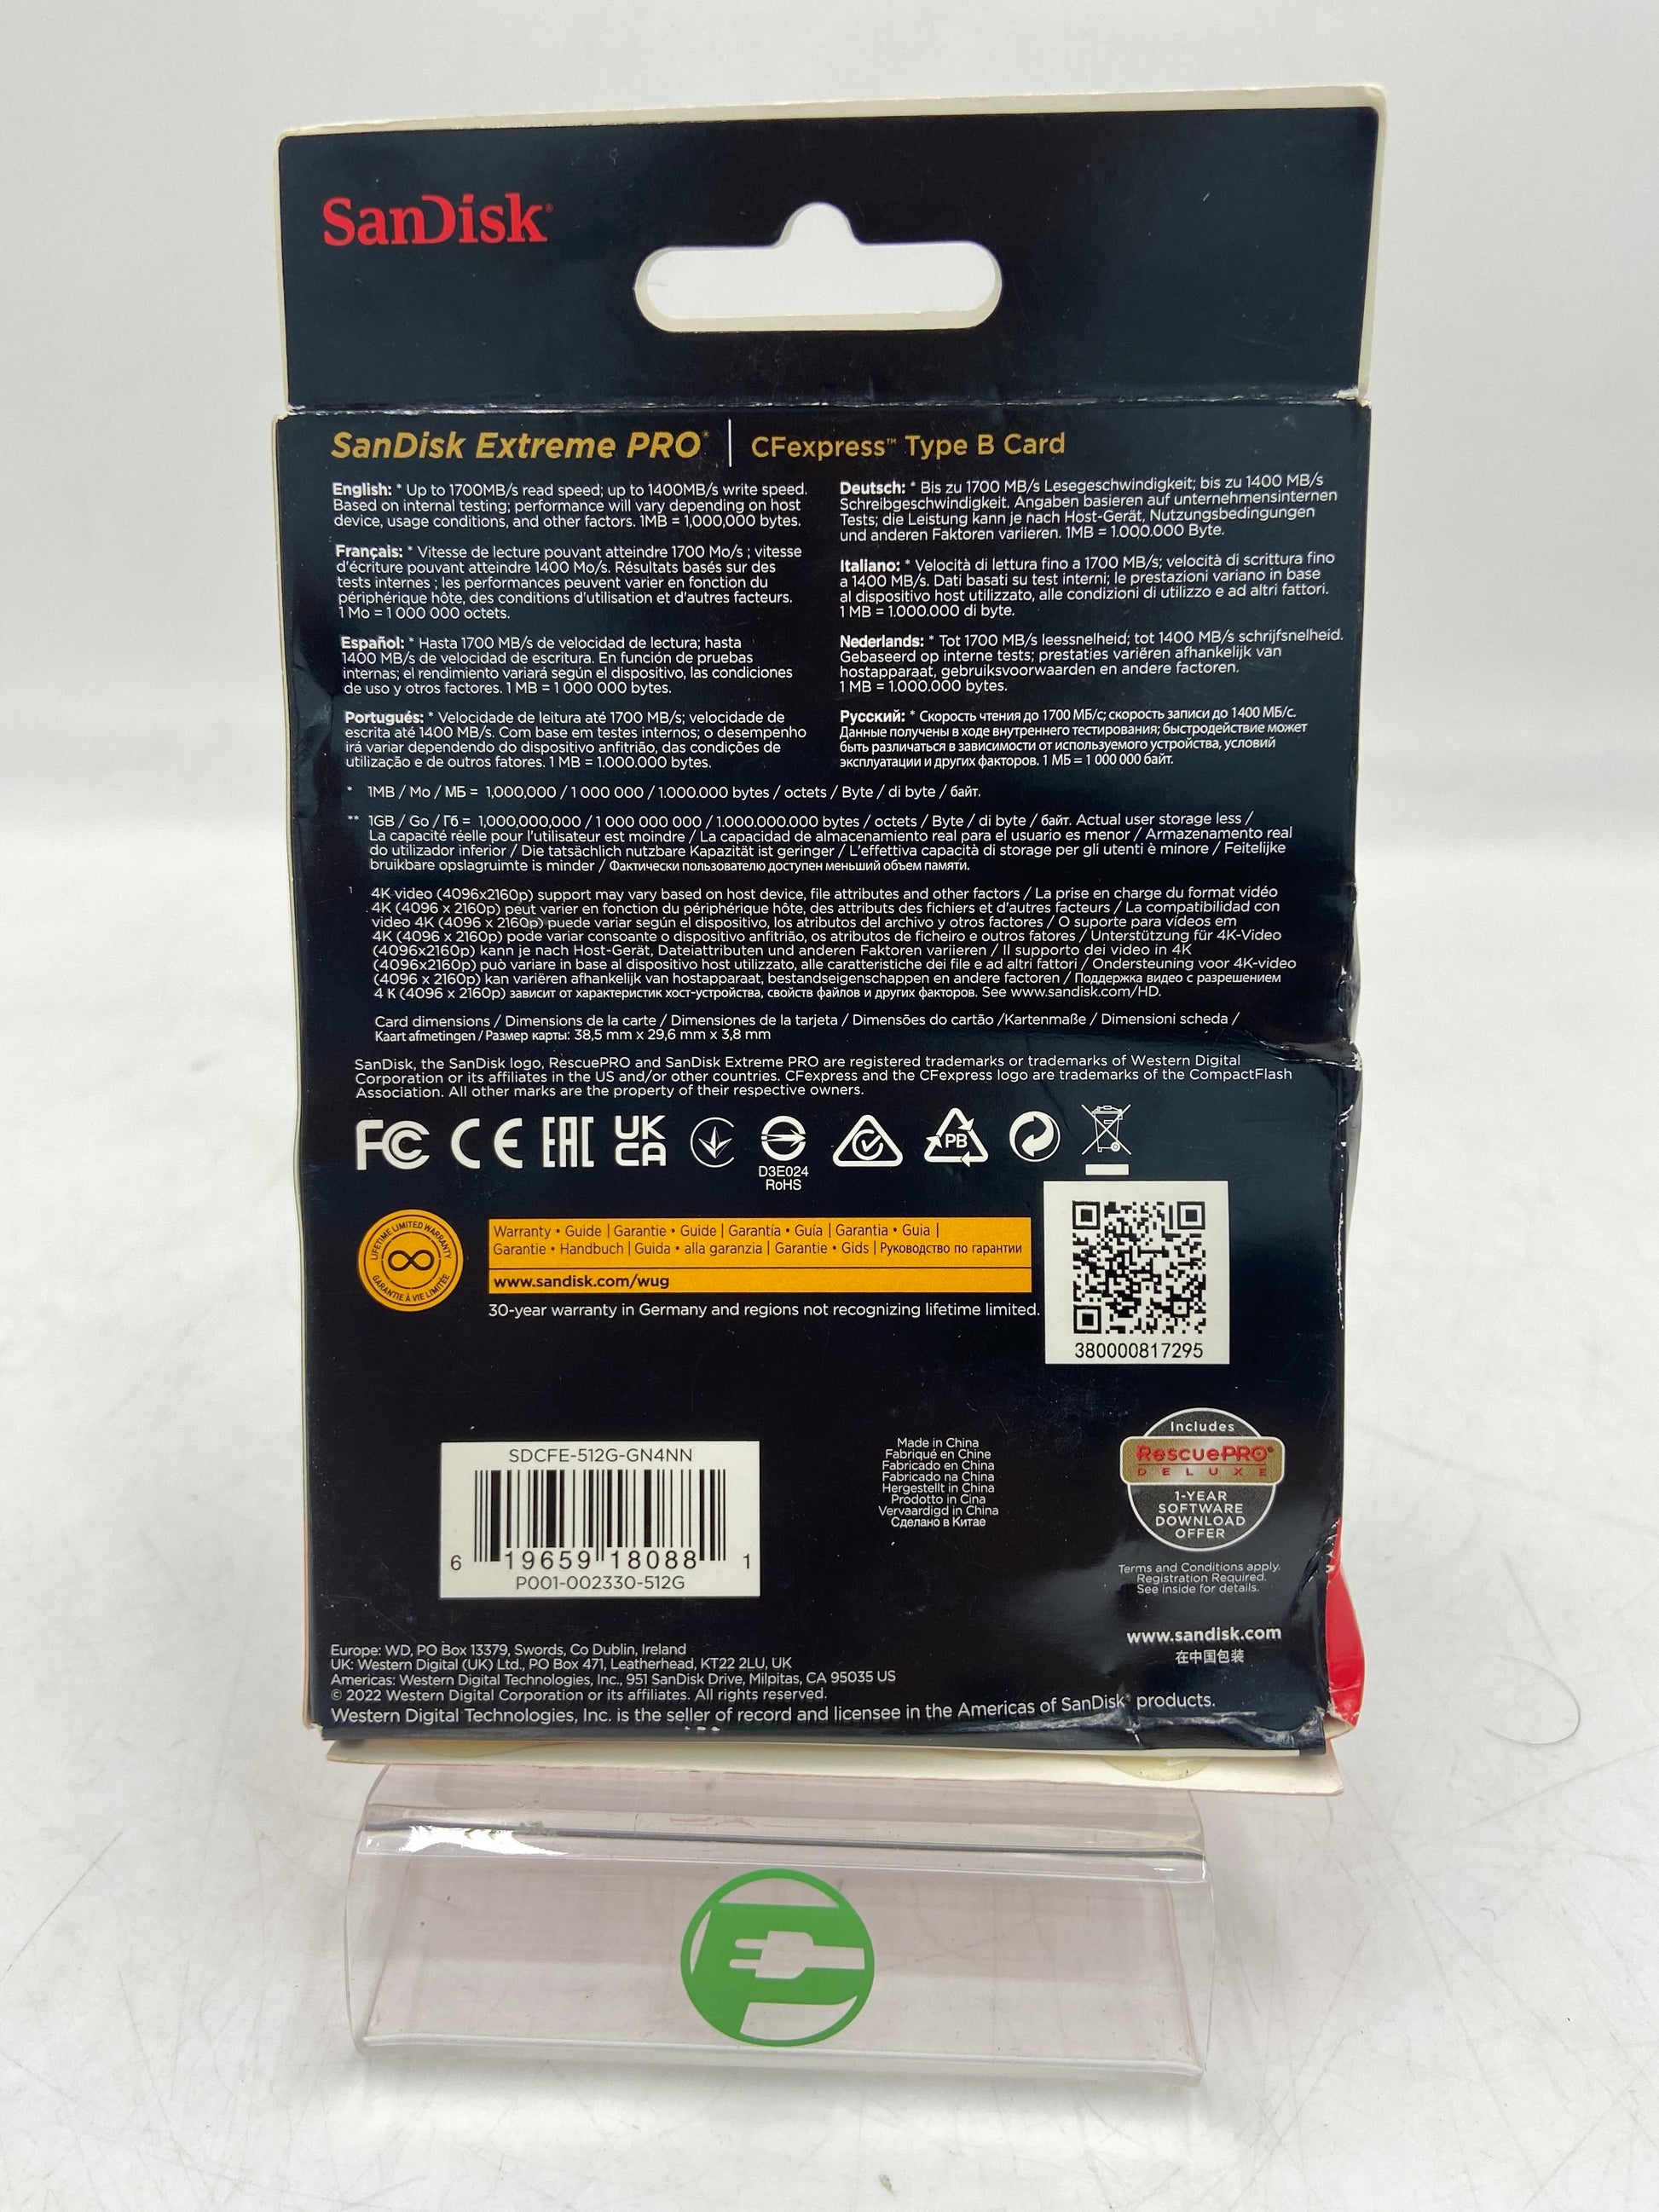 SanDisk®
SanDisk Extreme PRO® | CFexpress™ Type B Card
English: * Up to 1700MB/s read speed; up to 1400MB/s write speed.
Based on internal testing; performance will vary depending on host
device, usage conditions, and other factors. 1MB = 1,000,000 bytes.
Français: * Vitesse de lecture pouvant atteindre 1700 Mo/s ; vitesse
d'écriture pouvant atteindre 1400 Mo/s. Résultats basés sur des
tests internes ; les performances peuvent varier en fonction du
périphérique hôte, des conditions d'utilisation et d'autres facteurs.
1 Mo = 1 000 000 octets.
Español: * Hasta 1700 MB/s de velocidad de lectura; hasta
1400 MB/s de velocidad de escritura. En función de pruebas
internas; el rendimiento variará según el dispositivo, las condiciones
de uso y otros factores. 1 MB = 1 000 000 bytes.
Português: * Velocidade de leitura até 1700 MB/s; velocidade de
escrita até 1400 MB/s. Com base em testes internos; o desempenho
irá variar dependendo do dispositivo anfitrião, das condições de
utilização e de outros fatores. 1 MB = 1.000.000 bytes.
Deutsch: * Bis zu 1700 MB/s Lesegeschwindigkeit; bis zu 1400 MB/s
Schreibgeschwindigkeit. Angaben basieren auf unternehmensinternen
Tests; die Leistung kann je nach Host-Gerät, Nutzungsbedingungen
und anderen Faktoren variieren. 1MB = 1.000.000 Byte.
Italiano: * Velocità di lettura fino a 1700 MB/s; velocità di scrittura fino
a 1400 MB/s. Dati basati su test interni; le prestazioni variano in base
al dispositivo host utilizzato, alle condizioni di utilizzo e ad altri fattori.
1 MB = 1.000.000 di byte.
Nederlands: * Tot 1700 MB/s leessnelheid; tot 1400 MB/s schrijfsnelheid.
Gebaseerd op interne tests; prestaties variëren afhankelijk van
hostapparaat, gebruiksvoorwaarden en andere factoren.
1 MB = 1.000.000 bytes.
Русский: * Скорость чтения до 1700 МБ/с; скорость записи до 1400 МБ/с.
Данные получены в ходе внутреннего тестирования; быстродействие может
быть различаться в зависимости от используемого устройства, условий
эксплуатации и других факторов. 1 МБ = 1 000 000 байт.
* 1MB / Mo / МБ = 1,000,000 / 1 000 000 / 1.000.000 bytes / octets / Byte / di byte / байт.
** 1GB / Go / Гб = 1,000,000,000 / 1 000 000 000 / 1.000.000.000 bytes / octets / Byte / di byte / байт. Actual user storage less /
La capacité réelle pour l'utilisateur est moindre / La capacidad de almacenamiento real para el usuario es menor / Armazenamento real
do utilizador inferior / Die tatsächlich nutzbare Kapazität ist geringer / L'effettiva capacità di storage per gli utenti è minore / Feitelijke
bruikbare opslagruimte is minder / Фактически пользователю доступен меньший объем памяти.
1 4K video (4096x2160p) support may vary based on host device, file attributes and other factors / La prise en charge du format vidéo
4K (4096 x 2160p) peut varier en fonction du périphérique hôte, des attributs des fichiers et d'autres facteurs / La compatibilidad con
video 4K (4096 x 2160p) puede variar según el dispositivo, los atributos del archivo y otros factores / O suporte para vídeos em
4K (4096 x 2160p) pode variar consoante o dispositivo anfitrião, os atributos de ficheiro e outros fatores / Unterstützung für 4K-Video
(4096x2160p) kann je nach Host-Gerät, Dateiattributen und anderen Faktoren variieren / Il supporto dei video in 4K
(4096x2160p) può variare in base al dispositivo host utilizzato, alle caratteristiche dei file e ad altri fattori / Ondersteuning voor 4K-video
(4096 x 2160p) kan variëren afhankelijk van hostapparaat, bestandseigenschappen en andere factoren / Поддержка видео с разрешением
4 К (4096 x 2160p) зависит от характеристик хост-устройства, свойств файлов и других факторов. See www.sandisk.com/HD.
Card dimensions / Dimensions de la carte / Dimensiones de la tarjeta / Dimensões do cartão /Kartenmaße / Dimensioni scheda /
Kaart afmetingen / Размер карты: 38,5 mm x 29,6 mm x 3,8 mm
SanDisk, the SanDisk logo, RescuePRO and SanDisk Extreme PRO are registered trademarks or trademarks of Western Digital
Corporation or its affiliates in the US and/or other countries. CFexpress and the CFexpress logo are trademarks of the CompactFlash
Association. All other marks are the property of their respective owners.
FC CE EAC UK CA PB
D3E024
RoHS
LIFETIME LIMITED WARRANTY
GARANTIE À VIE LIMITÉE
Warranty • Guide | Garantie • Guide | Garantía • Guía | Garantia • Guia |
Garantie • Handbuch | Guida • alla garanzia | Garantie • Gids | Руководство по гарантии
www.sandisk.com/wug
30-year warranty in Germany and regions not recognizing lifetime limited.
380000817295
SDCFE-512G-GN4NN
6 19659 18088 1
P001-002330-512G
Made in China
Fabriqué en Chine
Fabricado en China
Fabricado na China
Hergestellt in China
Prodotto in Cina
Vervaardigd in China
Сделано в Китае
Includes
RescuePRO®
DELUXE
1-YEAR
SOFTWARE
DOWNLOAD
OFFER
Terms and Conditions apply.
Registration Required.
See inside for details.
www.sandisk.com
在中国包装
Europe: WD, PO Box 13379, Swords, Co Dublin, Ireland
UK: Western Digital (UK) Ltd., PO Box 471, Leatherhead, KT22 2LU, UK
Americas: Western Digital Technologies, Inc., 951 SanDisk Drive, Milpitas, CA 95035 US
© 2022 Western Digital Corporation or its affiliates. All rights reserved.
Western Digital Technologies, Inc. is the seller of record and licensee in the Americas of SanDisk® products.